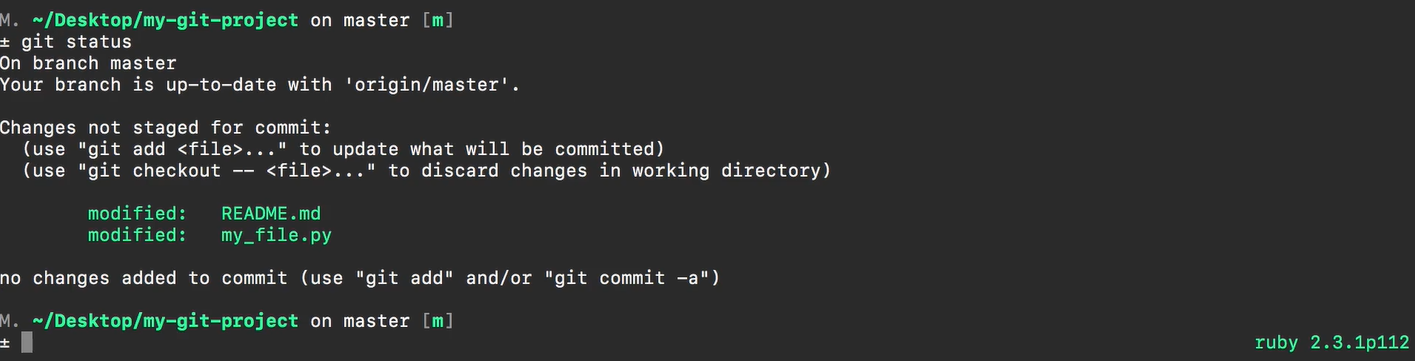 M. ~/Desktop/my-git-project on master [m]
± git status
On branch master
Your branch is up-to-date with 'origin/master'.
Changes not staged for commit:
  (use "git add <file>..." to update what will be committed)
  (use "git checkout -- <file>..." to discard changes in working directory)
        modified:   README.md
        modified:   my_file.py
no changes added to commit (use "git add" and/or "git commit -a")
M. ~/Desktop/my-git-project on master [m]
± ruby 2.3.1p112